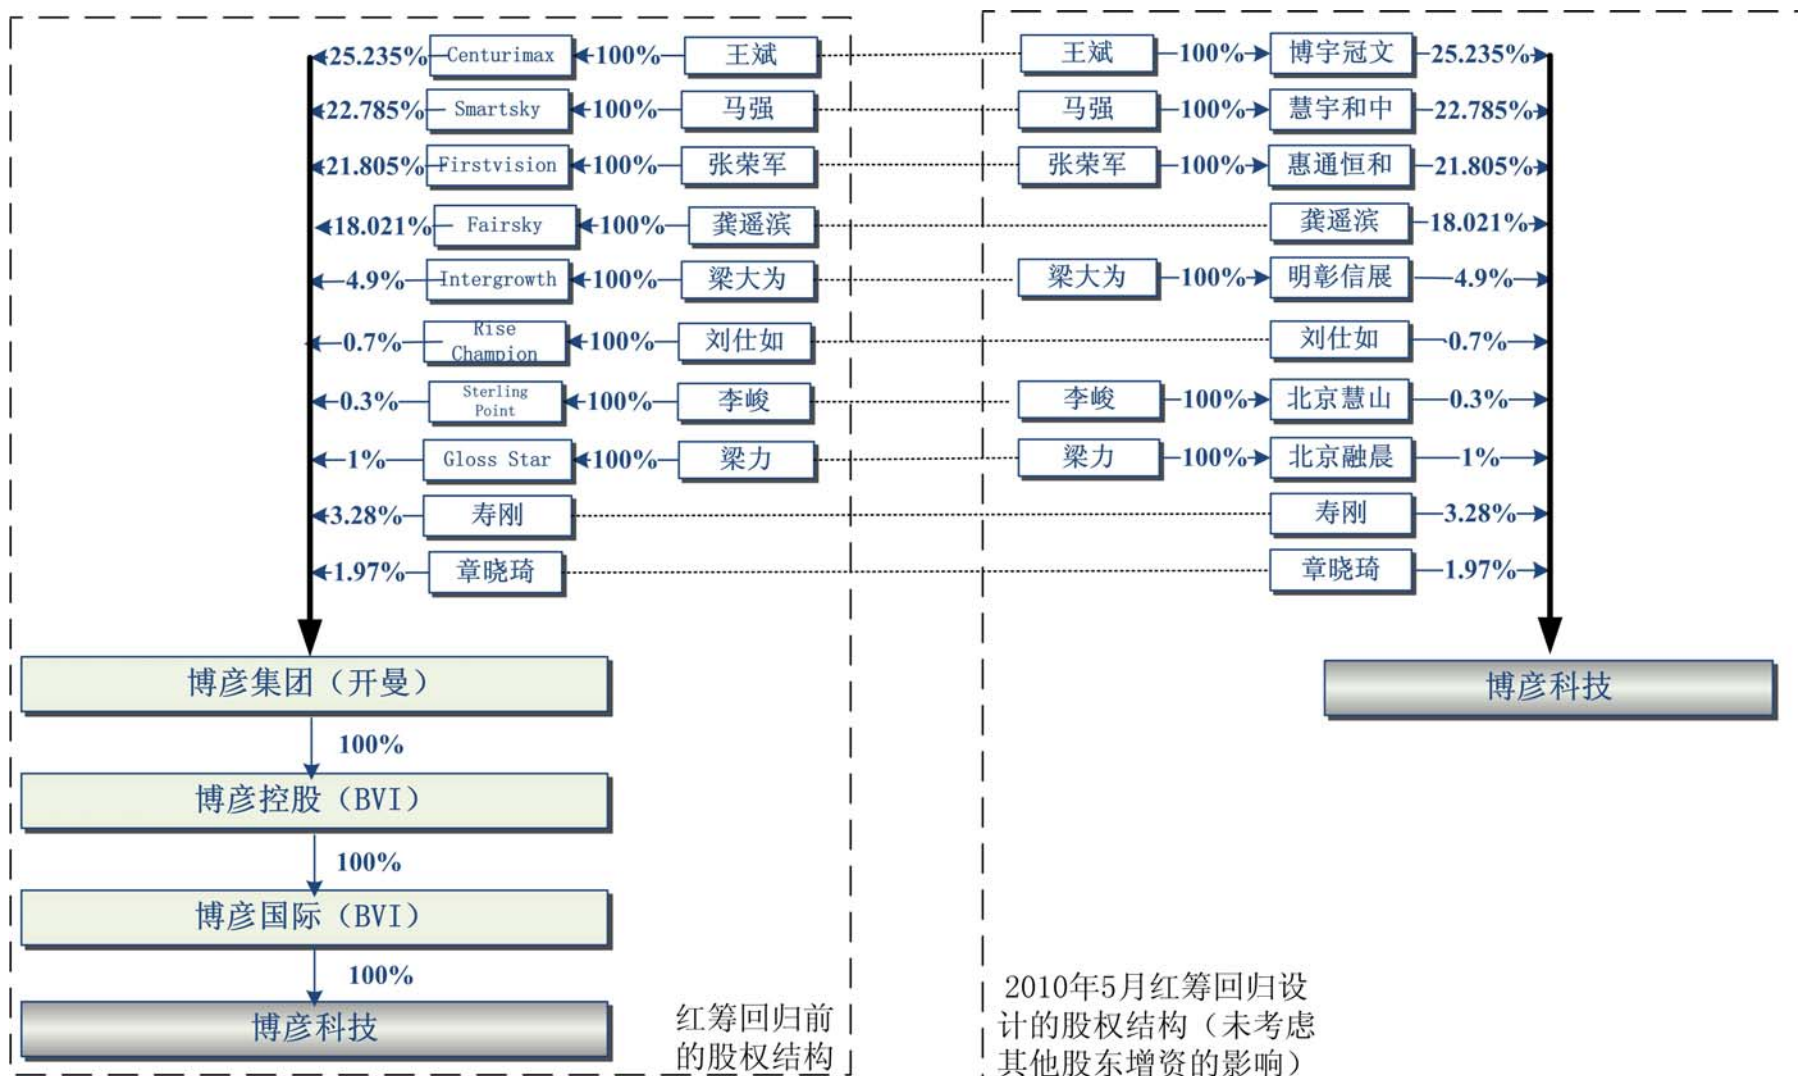 25.235% Centurimax 100% 王斌 王斌 100% 博宇冠文 25.235%
22.785% Smartsky 100% 马强 马强 100% 慧宇和中 22.785%
21.805% Firstvision 100% 张荣军 张荣军 100% 惠通恒和 21.805%
18.021% Fairsky 100% 龚遥滨 龚遥滨 18.021%
4.9% Intergrowth 100% 梁大为 梁大为 100% 明彰信展 4.9%
0.7% Rise Champion 100% 刘仕如 刘仕如 0.7%
0.3% Sterling Point 100% 李峻 李峻 100% 北京慧山 0.3%
1% Gloss Star 100% 梁力 梁力 100% 北京融晨 1%
3.28% 寿刚 寿刚 3.28%
1.97% 章晓琦 章晓琦 1.97%
博彦集团（开曼）
100%
博彦控股（BVI）
100%
博彦国际（BVI）
100%
博彦科技
红筹回归前
的股权结构
博彦科技
2010年5月红筹回归设
计的股权结构（未考虑
其他股东增资的影响）